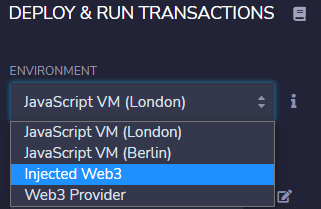 DEPLOY & RUN TRANSACTIONS
ENVIRONMENT
JavaScript VM (London)
JavaScript VM (London)
JavaScript VM (Berlin)
Injected Web3
Web3 Provider